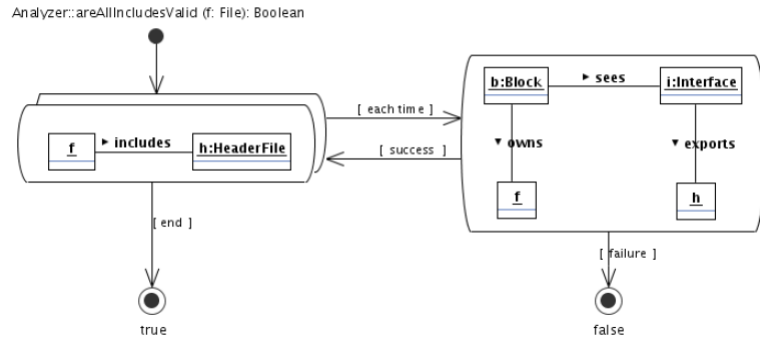 Analyzer::areAllIncludesValid (f: File): Boolean
f
▸ includes
h:HeaderFile
[ each time ]
[ success ]
b:Block
▸ sees
i:Interface
▾ owns
▾ exports
f
h
[ end ]
[ failure ]
true
false